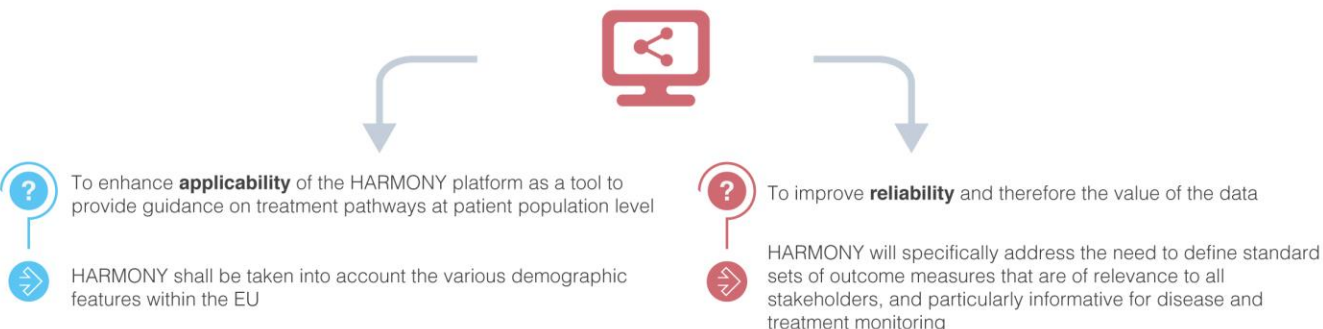 ?
To enhance applicability of the HARMONY platform as a tool to
provide guidance on treatment pathways at patient population level
HARMONY shall be taken into account the various demographic
features within the EU
?
To improve reliability and therefore the value of the data
HARMONY will specifically address the need to define standard
sets of outcome measures that are of relevance to all
stakeholders, and particularly informative for disease and
treatment monitoring